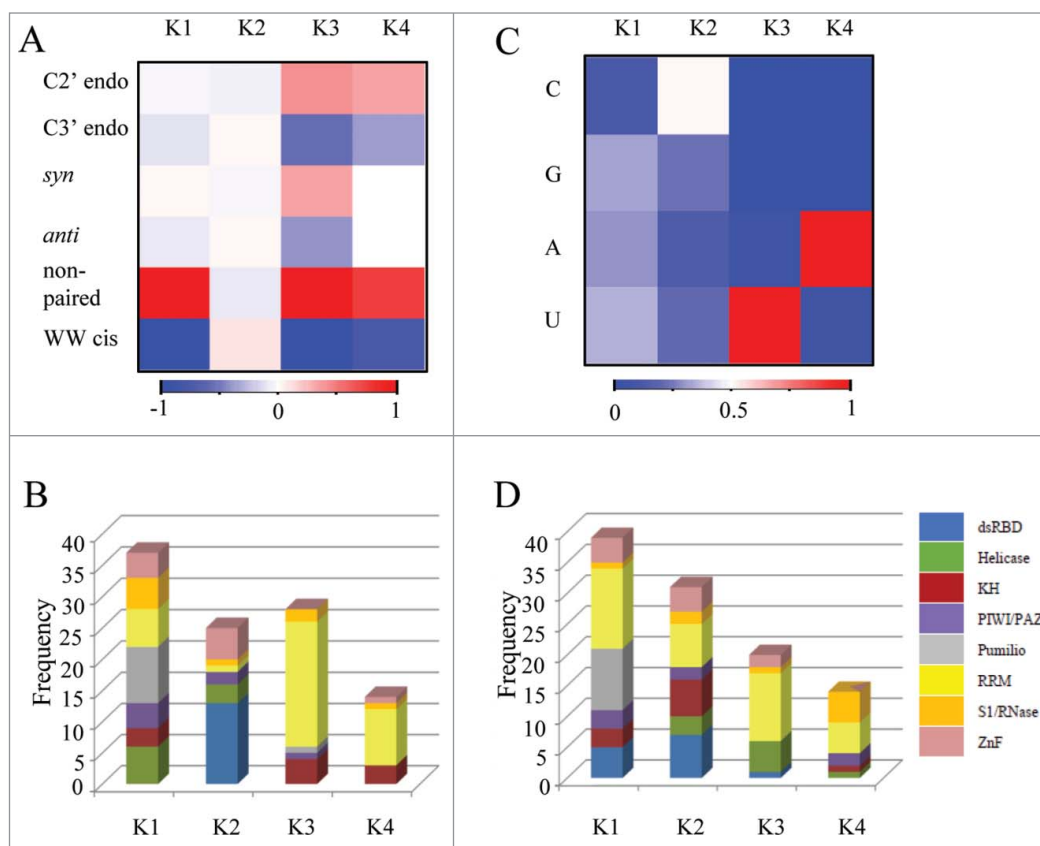 A
K1 K2 K3 K4
C2' endo
C3' endo
syn
anti
non-
paired
WW cis
-1 0 1
C
K1 K2 K3 K4
C
G
A
U
0 0.5 1
B
Frequency
40
35
30
25
20
15
10
5
0
K1 K2 K3 K4
D
Frequency
40
35
30
25
20
15
10
5
0
K1 K2 K3 K4
dsRBD
Helicase
KH
PIWI/PAZ
Pumilio
RRM
S1/RNase
ZnF